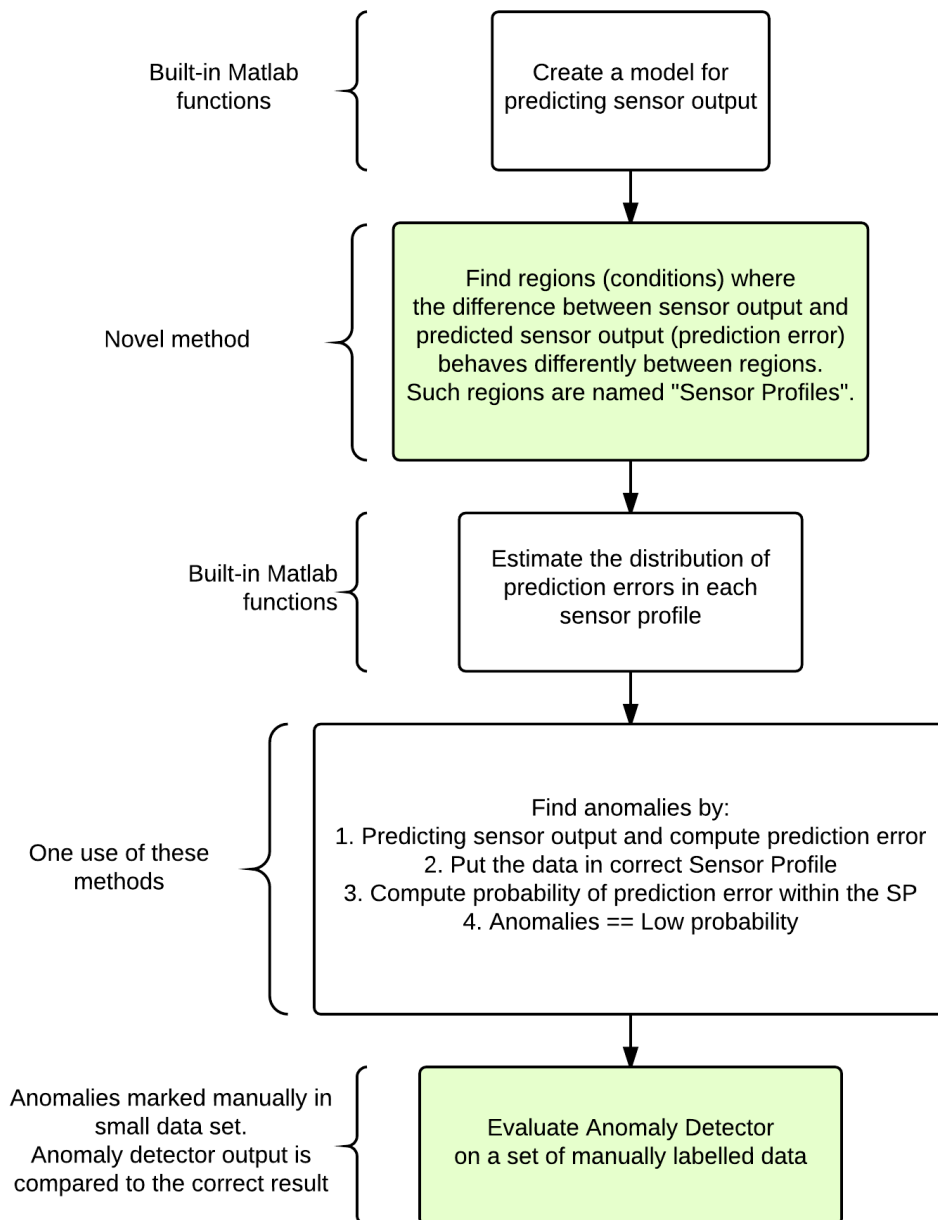 Built-in Matlab
functions
Create a model for
predicting sensor output
Novel method
Find regions (conditions) where
the difference between sensor output and
predicted sensor output (prediction error)
behaves differently between regions.
Such regions are named "Sensor Profiles".
Built-in Matlab
functions
Estimate the distribution of
prediction errors in each
sensor profile
One use of these
methods
Find anomalies by:
1. Predicting sensor output and compute prediction error
2. Put the data in correct Sensor Profile
3. Compute probability of prediction error within the SP
4. Anomalies == Low probability
Anomalies marked manually in
small data set.
Anomaly detector output is
compared to the correct result
Evaluate Anomaly Detector
on a set of manually labelled data